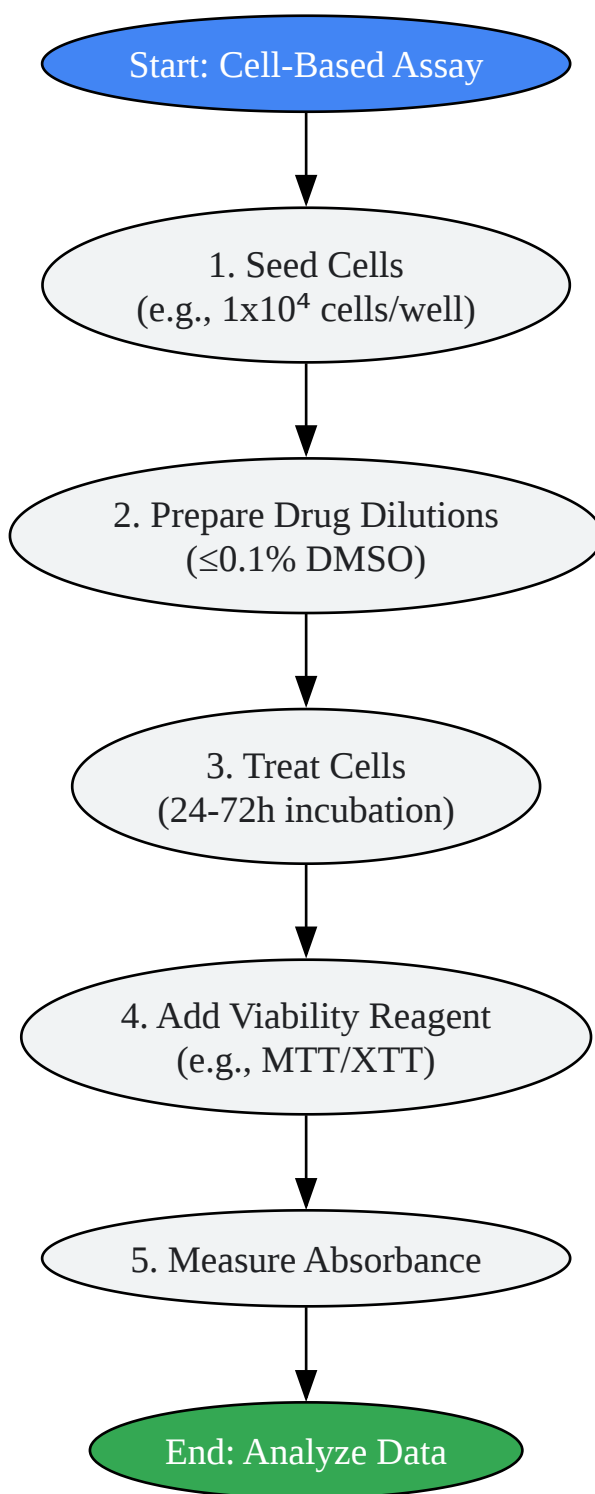 Start: Cell-Based Assay
1. Seed Cells
(e.g., 1x10⁴ cells/well)
2. Prepare Drug Dilutions
(≤0.1% DMSO)
3. Treat Cells
(24-72h incubation)
4. Add Viability Reagent
(e.g., MTT/XTT)
5. Measure Absorbance
End: Analyze Data